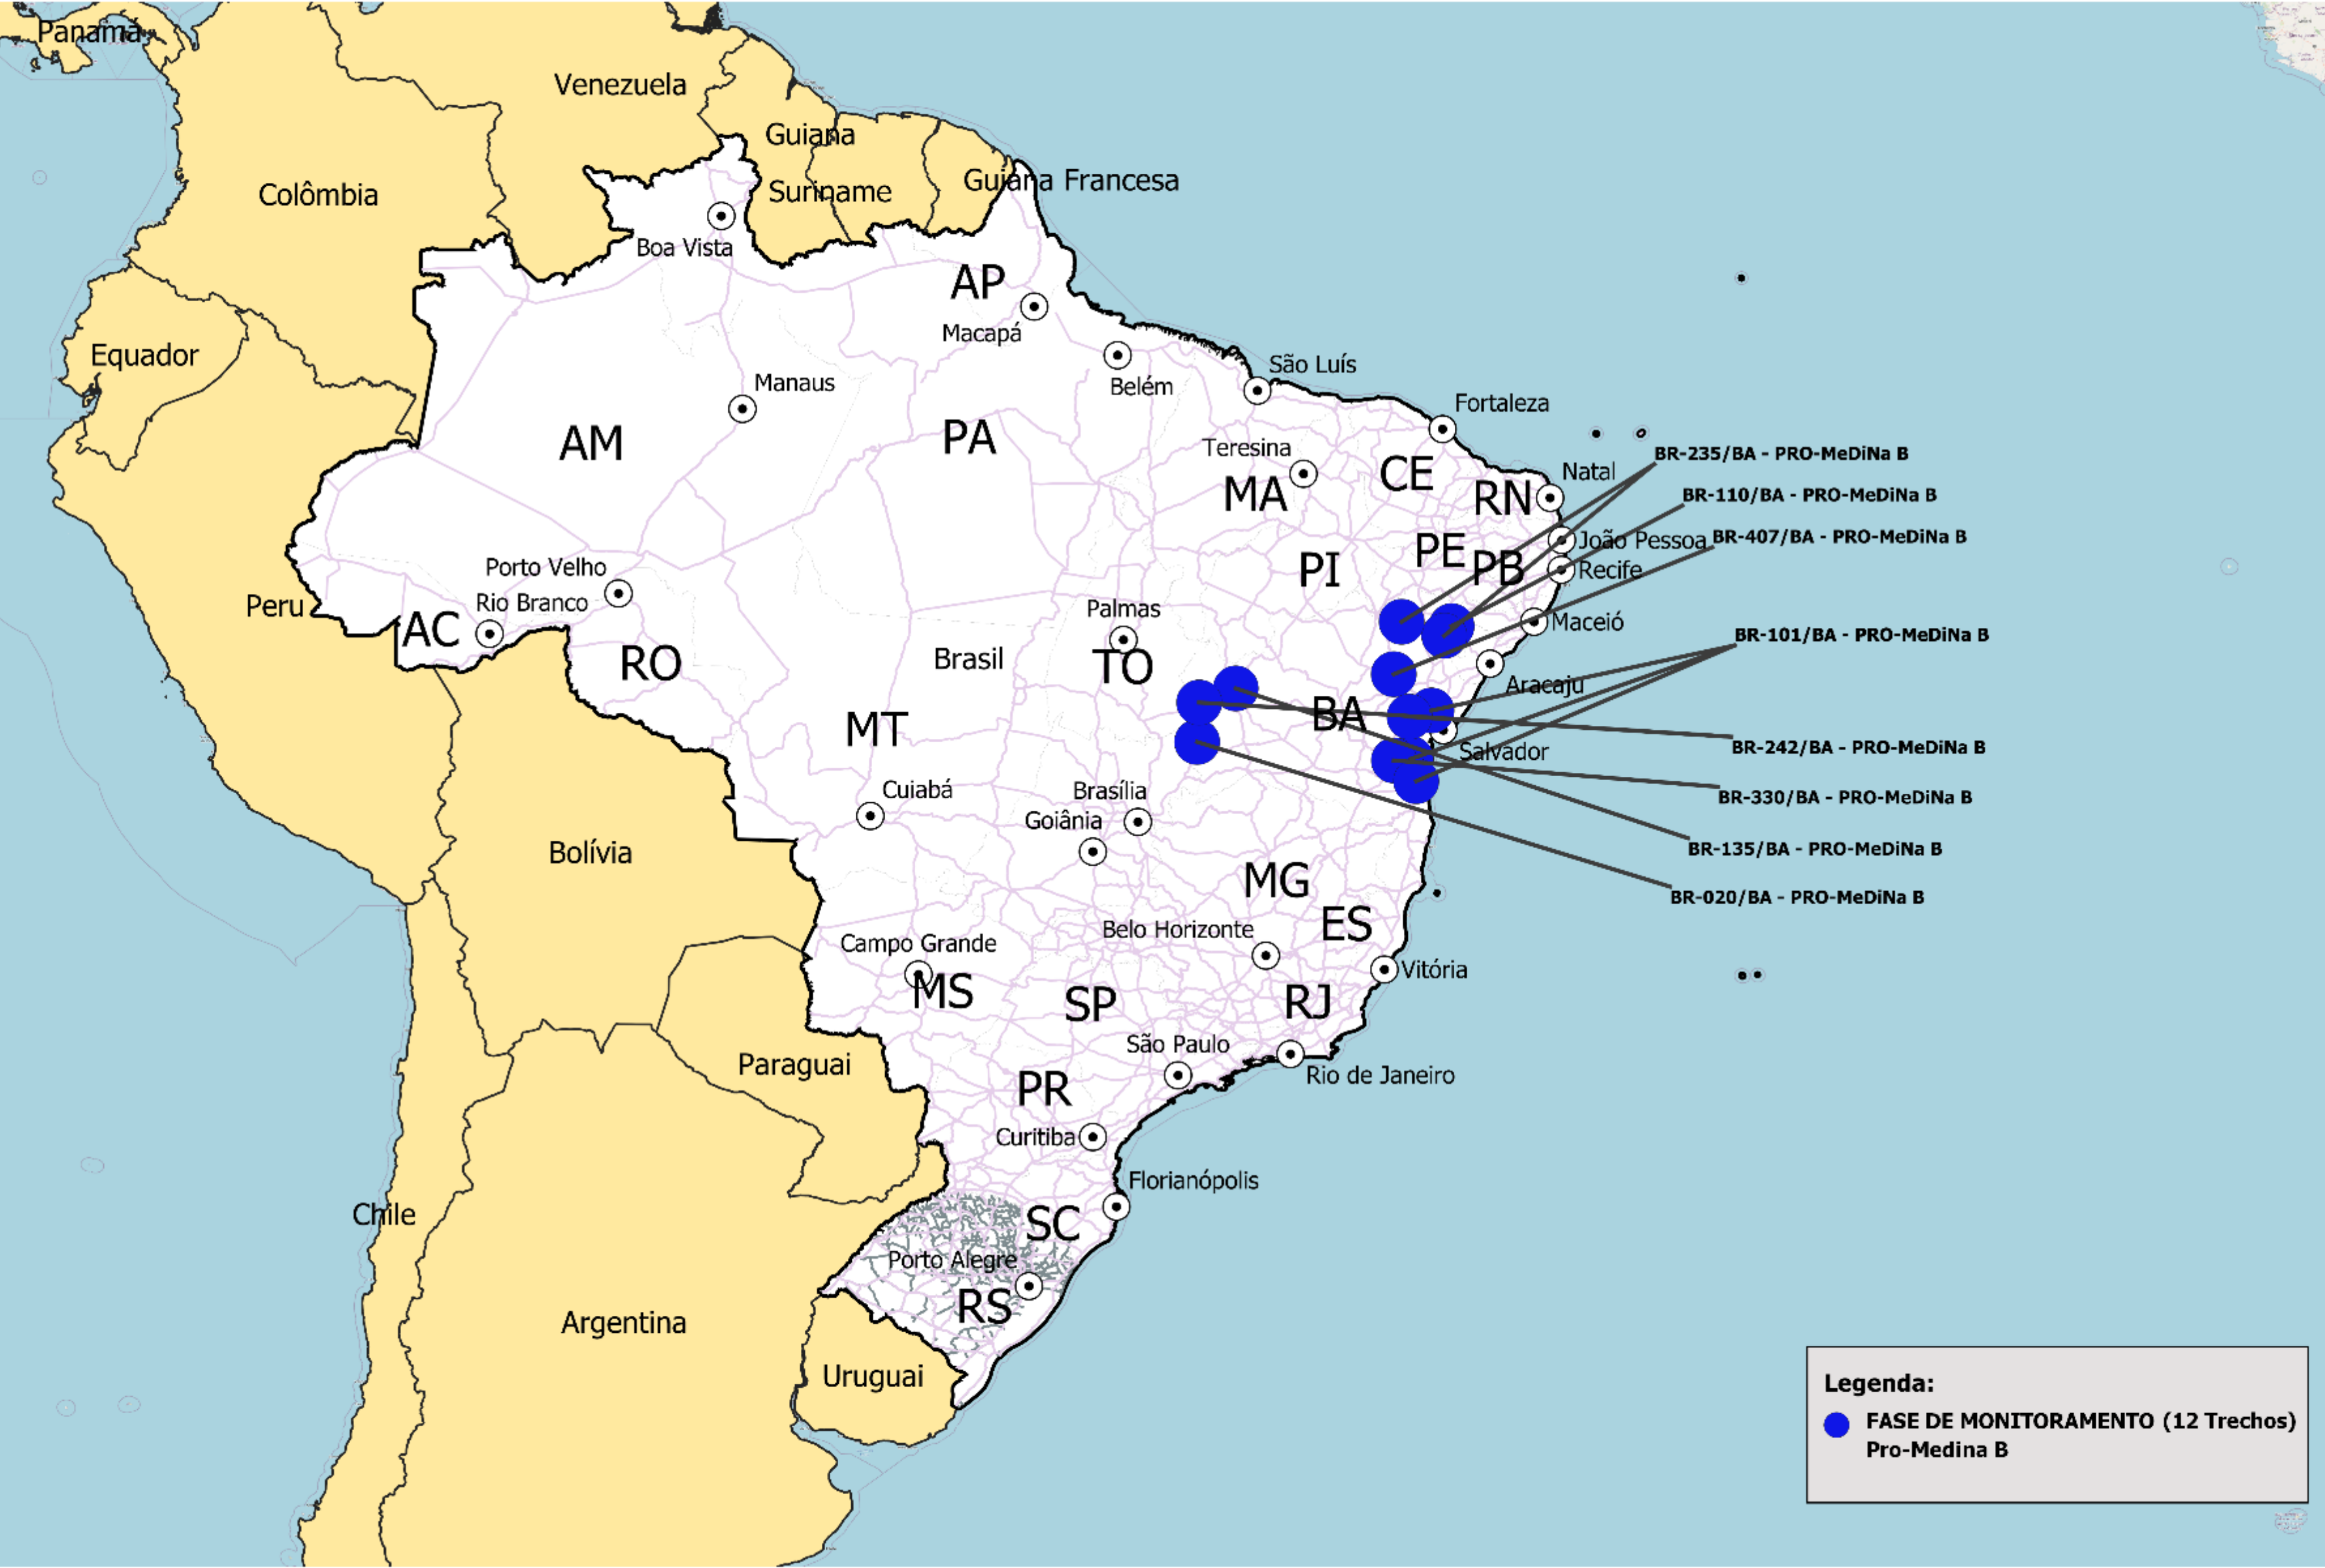 Panamá
Venezuela
Guiana
Suriname
Guiana Francesa
Colômbia
Boa Vista
AP
Macapá
Equador
Manaus
Belém
São Luís
Fortaleza
AM
PA
Teresina
MA
CE
RN
Natal
BR-235/BA - PRO-MeDiNa B
BR-110/BA - PRO-MeDiNa B
João Pessoa
BR-407/BA - PRO-MeDiNa B
PE
PB
Recife
PI
Porto Velho
Rio Branco
Peru
AC
RO
Palmas
TO
Brasil
Maceió
BR-101/BA - PRO-MeDiNa B
Aracaju
MT
BA
Salvador
BR-242/BA - PRO-MeDiNa B
BR-330/BA - PRO-MeDiNa B
Cuiabá
Brasília
Goiânia
BR-135/BA - PRO-MeDiNa B
Bolívia
MG
BR-020/BA - PRO-MeDiNa B
ES
Belo Horizonte
Campo Grande
MS
Vitória
SP
RJ
São Paulo
Paraguai
Rio de Janeiro
PR
Curitiba
Florianópolis
Chile
SC
Porto Alegre
RS
Argentina
Uruguai
Legenda:
FASE DE MONITORAMENTO (12 Trechos)
Pro-Medina B